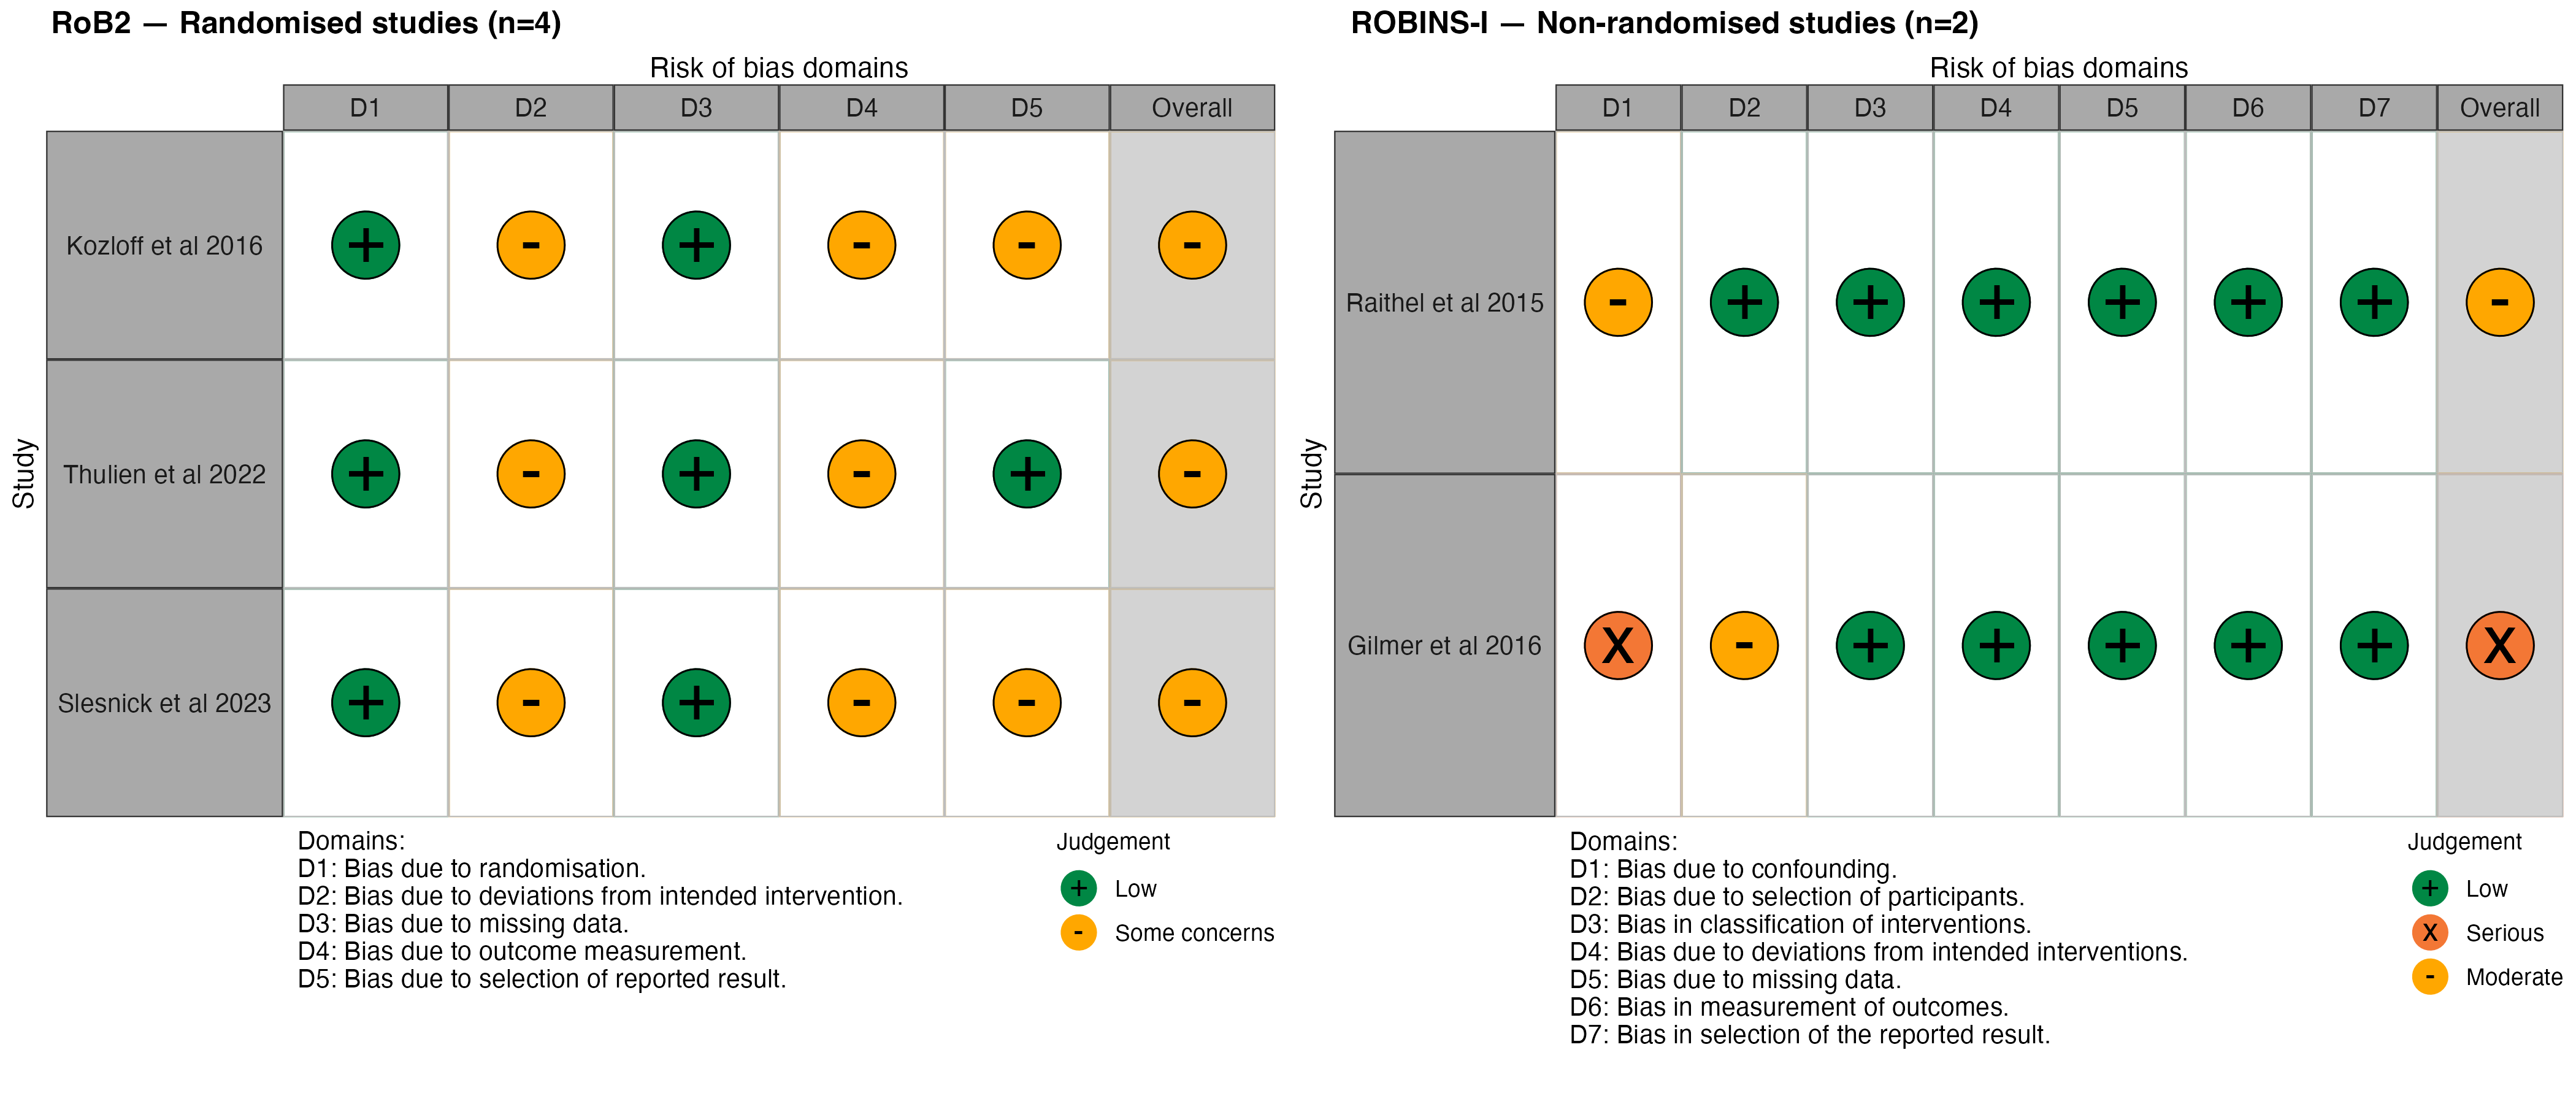 RoB2 — Randomised studies (n=4)
Risk of bias domains
D1 D2 D3 D4 D5 Overall
Study
Kozloff et al 2016 + - + - - -
Thulien et al 2022 + - + - + -
Slesnick et al 2023 + - + - - -
Domains:
D1: Bias due to randomisation.
D2: Bias due to deviations from intended intervention.
D3: Bias due to missing data.
D4: Bias due to outcome measurement.
D5: Bias due to selection of reported result.
Judgement
+ Low
- Some concerns
ROBINS-I — Non-randomised studies (n=2)
Risk of bias domains
D1 D2 D3 D4 D5 D6 D7 Overall
Study
Raithel et al 2015 - + + + + + + -
Gilmer et al 2016 X - + + + + + X
Domains:
D1: Bias due to confounding.
D2: Bias due to selection of participants.
D3: Bias in classification of interventions.
D4: Bias due to deviations from intended interventions.
D5: Bias due to missing data.
D6: Bias in measurement of outcomes.
D7: Bias in selection of the reported result.
Judgement
+ Low
X Serious
- Moderate